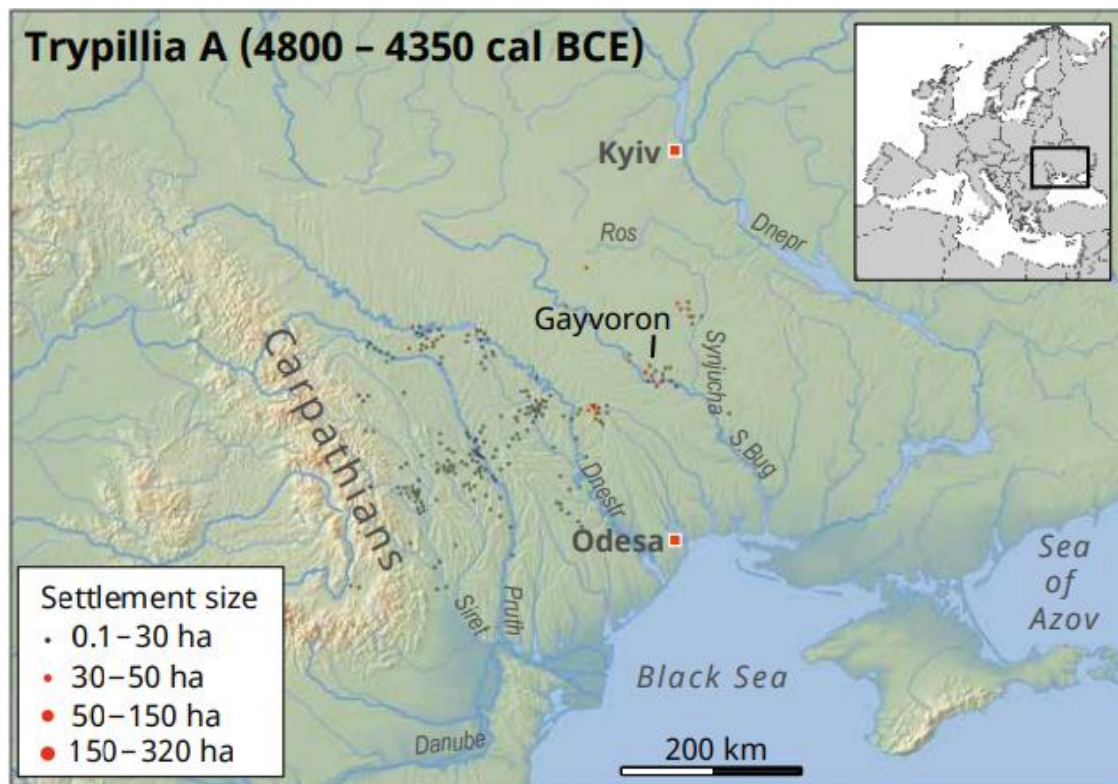 Trypillia A (4800 – 4350 cal BCE)
Kyiv
Ros
Dnepr
Gayvoron
Synjucha
Carpathians
S.Bug
Dnestr
Odesa
Sea
of
Azov
Siret
Pruth
Black Sea
Danube
200 km
Settlement size
0.1–30 ha
30–50 ha
50–150 ha
150–320 ha